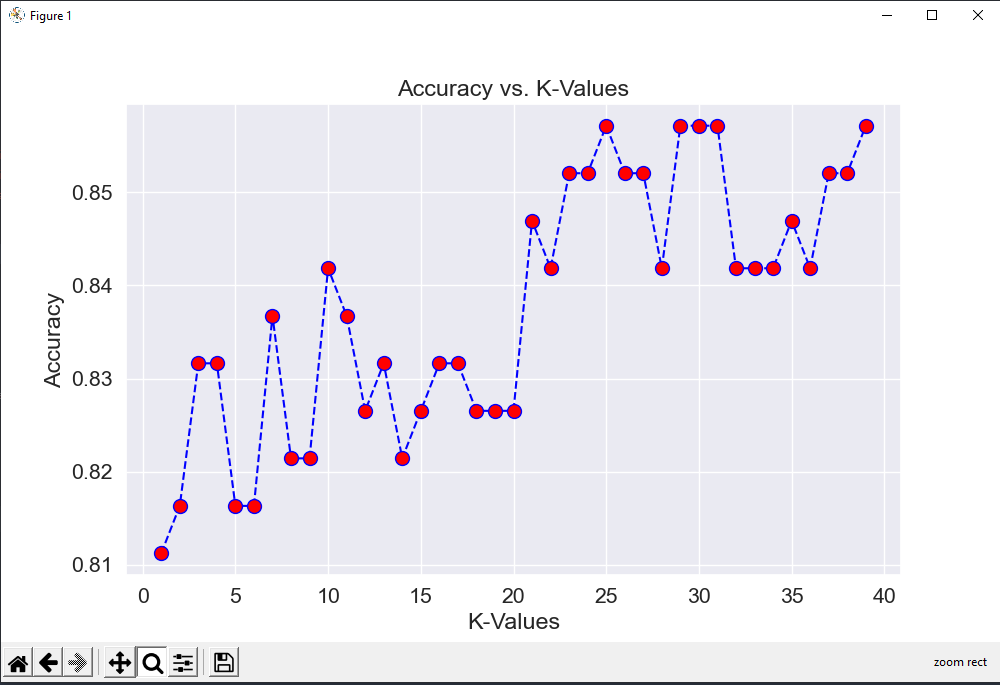 Figure 1
Accuracy vs. K-Values
0.85
0.84
0.83
0.82
0.81
Accuracy
0 5 10 15 20 25 30 35 40
K-Values
zoom rect